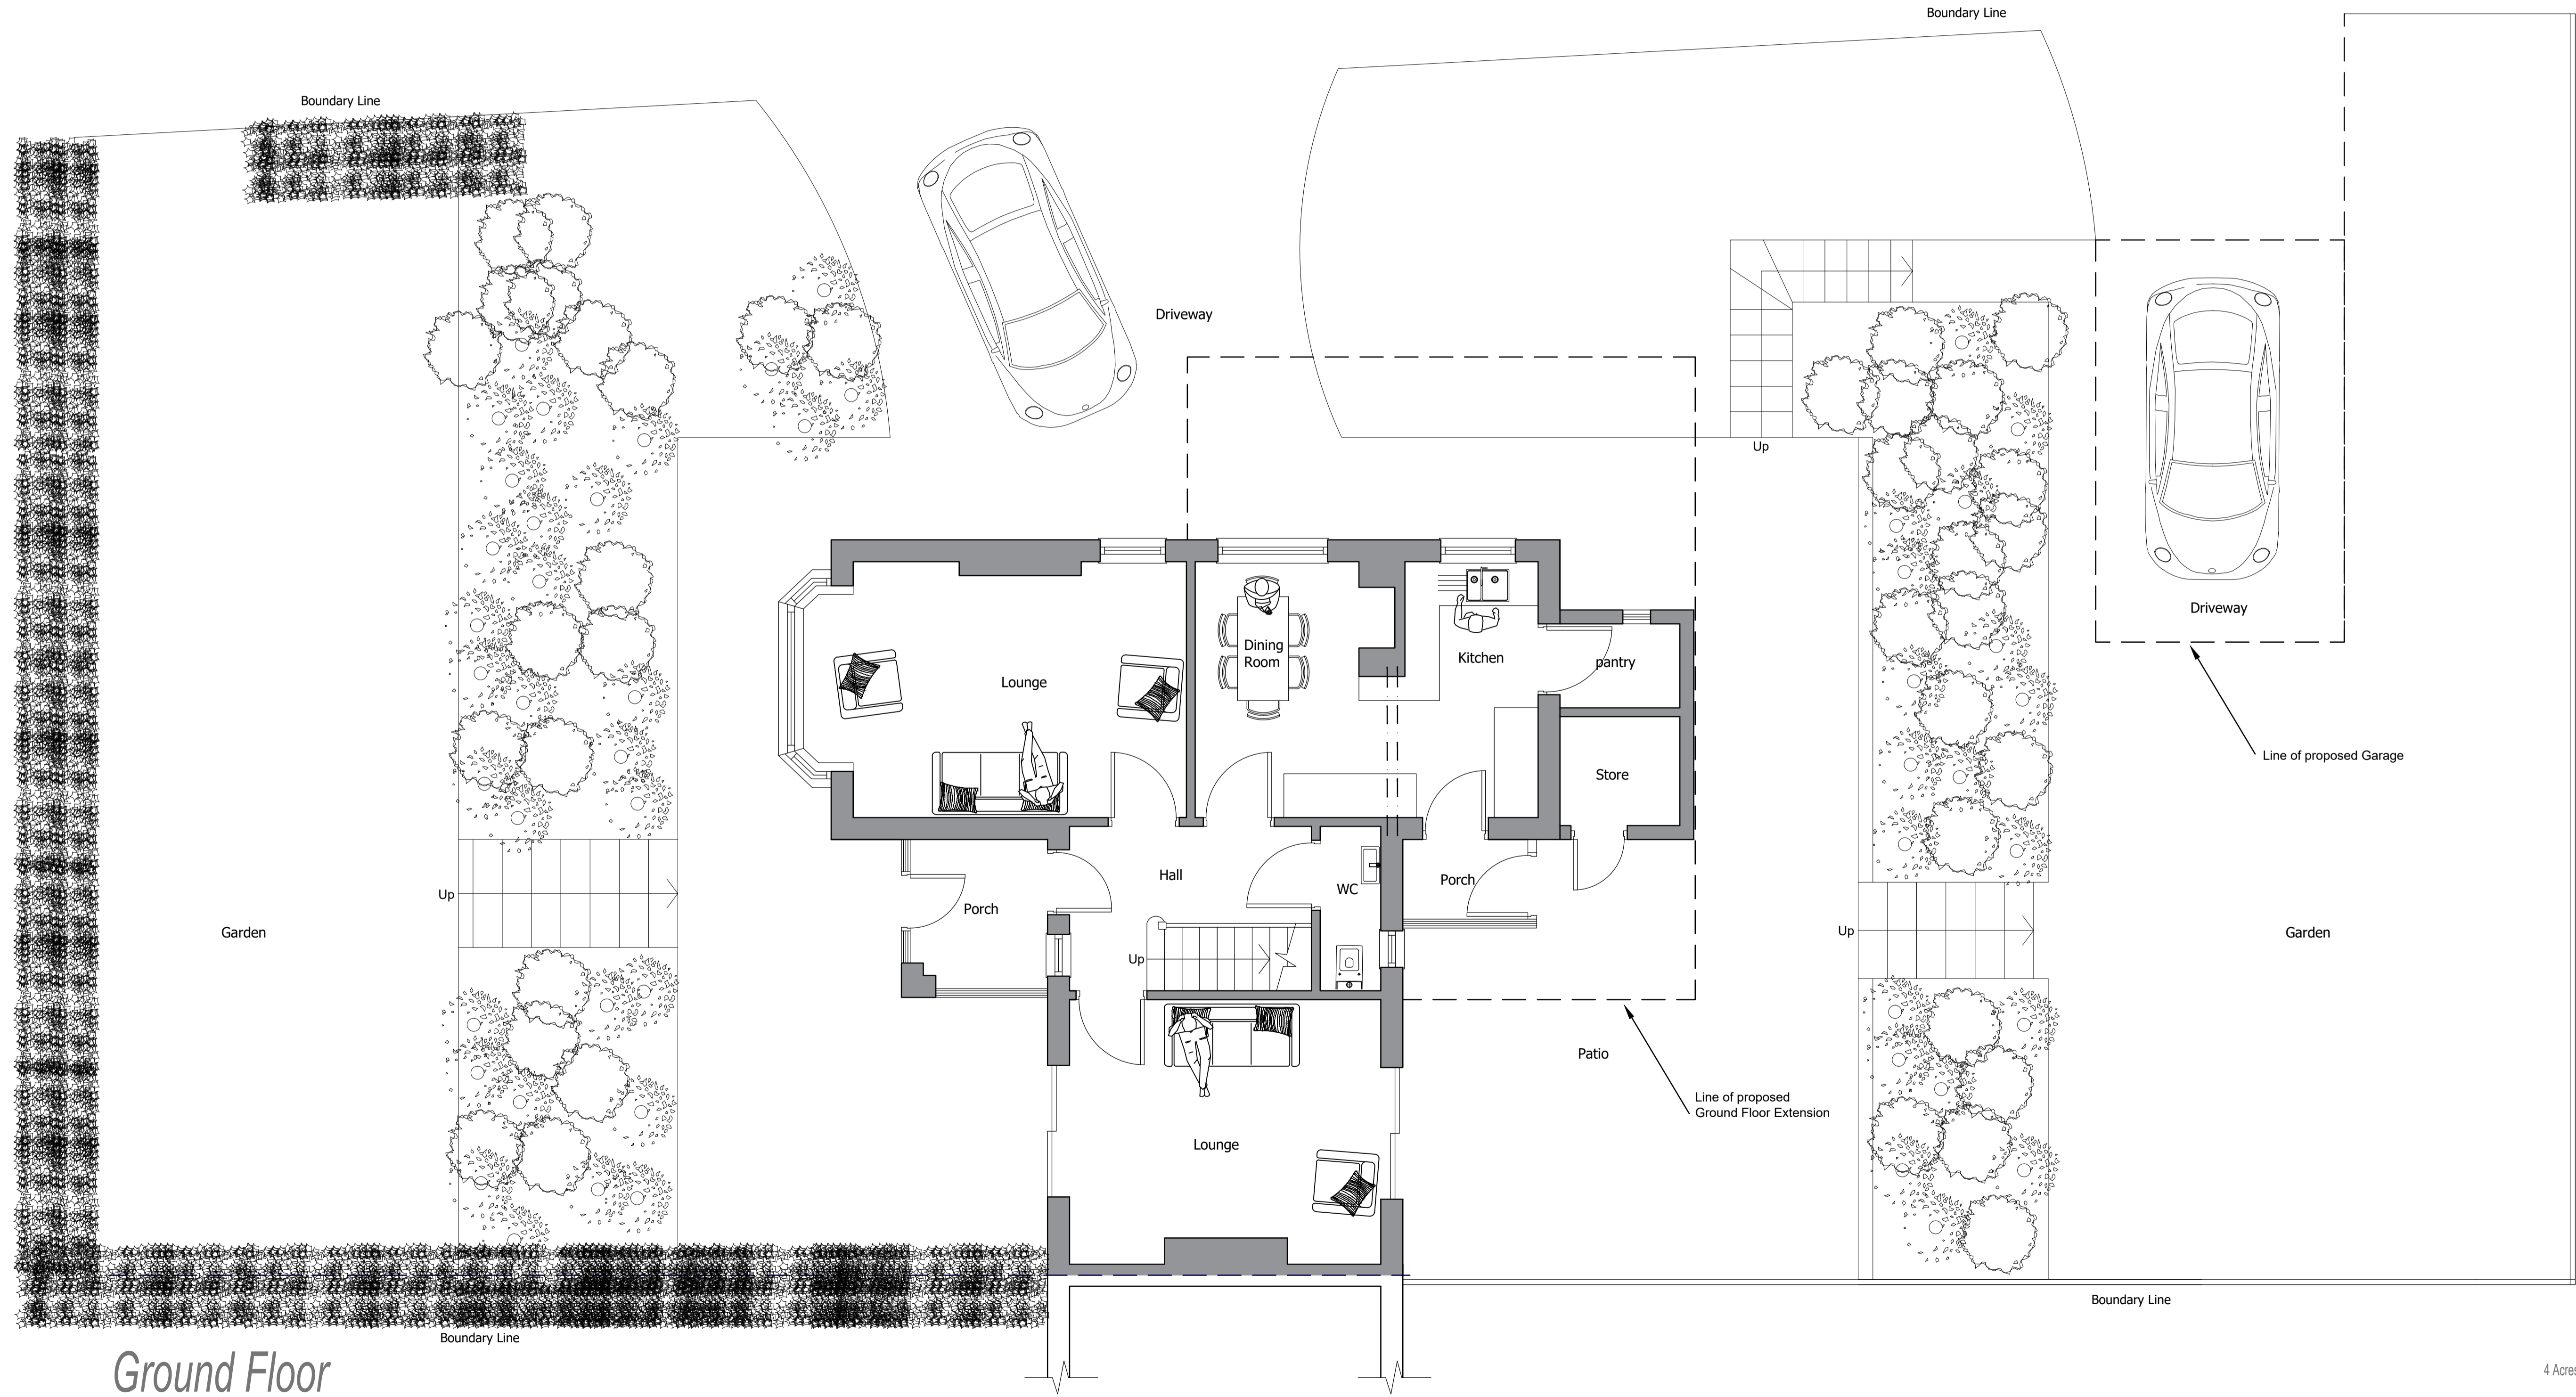 Boundary Line
Boundary Line
Driveway
Up
Driveway
Dining
Room
Kitchen
pantry
Lounge
Line of proposed Garage
Store
Hall
Porch
WC
Up
Porch
Garden
Up
Garden
Up
Patio
Line of proposed
Ground Floor Extension
Lounge
Boundary Line
Boundary Line
Ground Floor
4 Acres